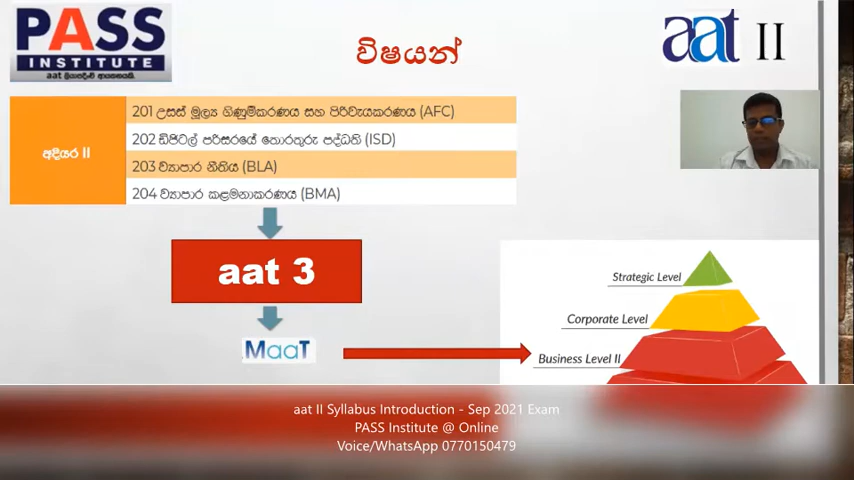 PASS
INSTITUTE
විෂයන්
aat II
අදියර II
201 උසස් මූල්‍ය ගිණුම්කරණය සහ පිරිවැයකරණය (AFC)
202 ඩිජිටල් පරිසරයේ තොරතුරු පද්ධති (ISD)
203 ව්‍යාපාර නීතිය (BLA)
204 ව්‍යාපාර කළමනාකරණය (BMA)
aat 3
MaaT
Strategic Level
Corporate Level
Business Level II
aat II Syllabus Introduction - Sep 2021 Exam
PASS Institute @ Online
Voice/WhatsApp 0770150479